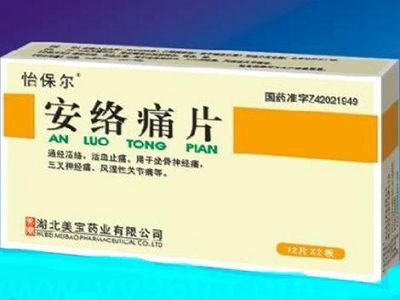 怡保尔®
国药准字Z42021949
安络痛片
AN LUO TONG PIAN
通经活络，活血止痛。用于坐骨神经痛，
三叉神经痛，风湿性关节痛等。
湖北美宝药业有限公司
HUBEI MEIBAO PHARMACEUTICAL CO.,LTD
12片X2板